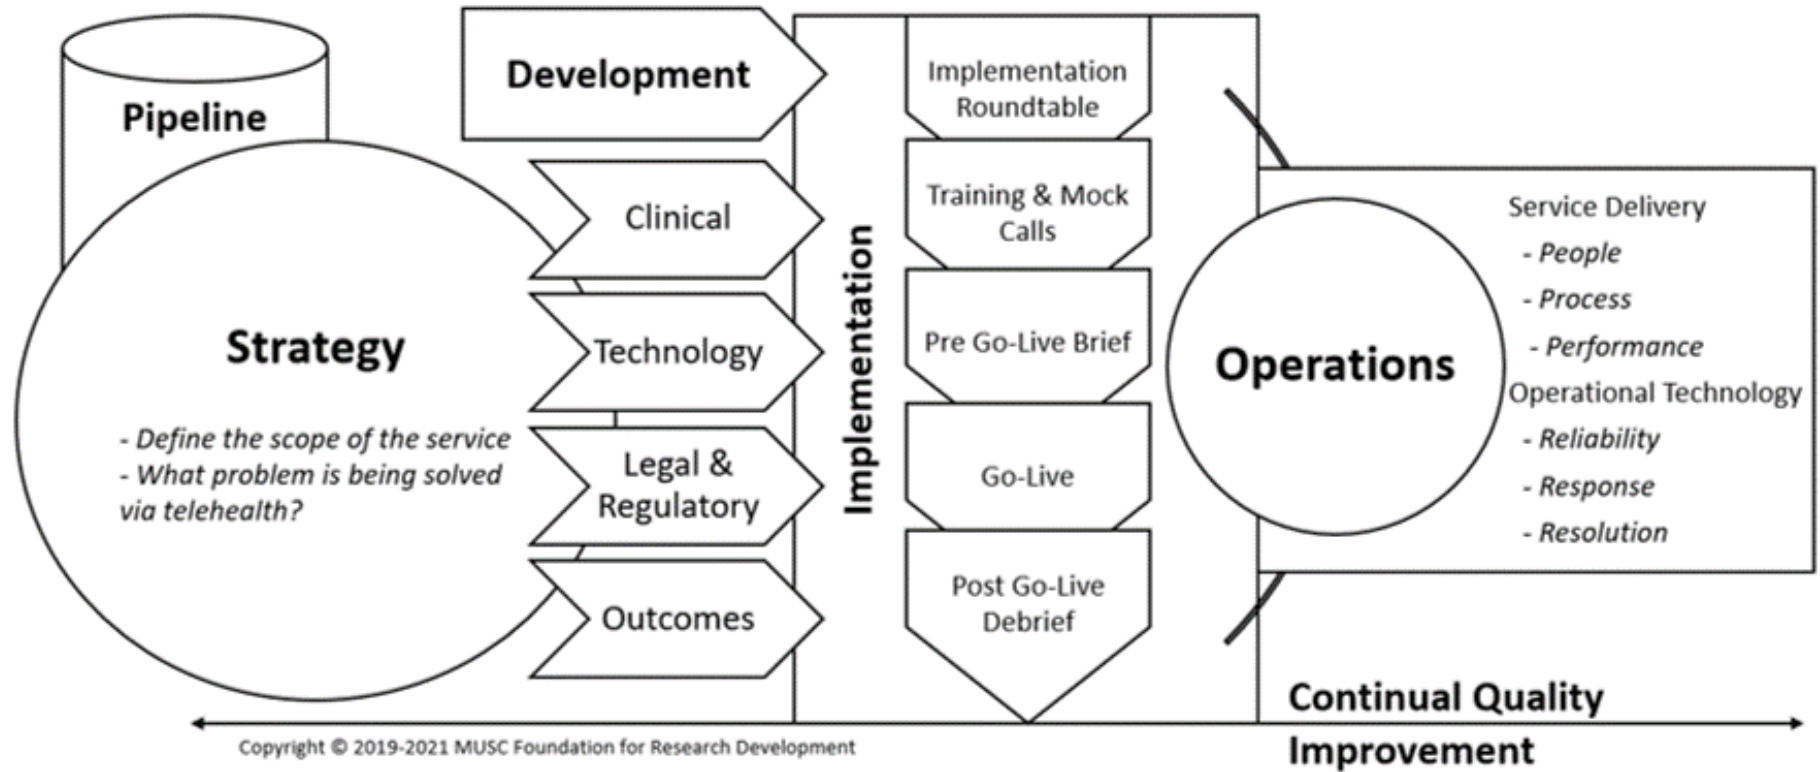 Pipeline
Strategy
- Define the scope of the service
- What problem is being solved
via telehealth?
Development
Clinical
Technology
Legal &
Regulatory
Outcomes
Implementation
Implementation
Roundtable
Training & Mock
Calls
Pre Go-Live Brief
Go-Live
Post Go-Live
Debrief
Operations
Service Delivery
- People
- Process
- Performance
Operational Technology
- Reliability
- Response
- Resolution
Continual Quality
Improvement
Copyright © 2019-2021 MUSC Foundation for Research Development